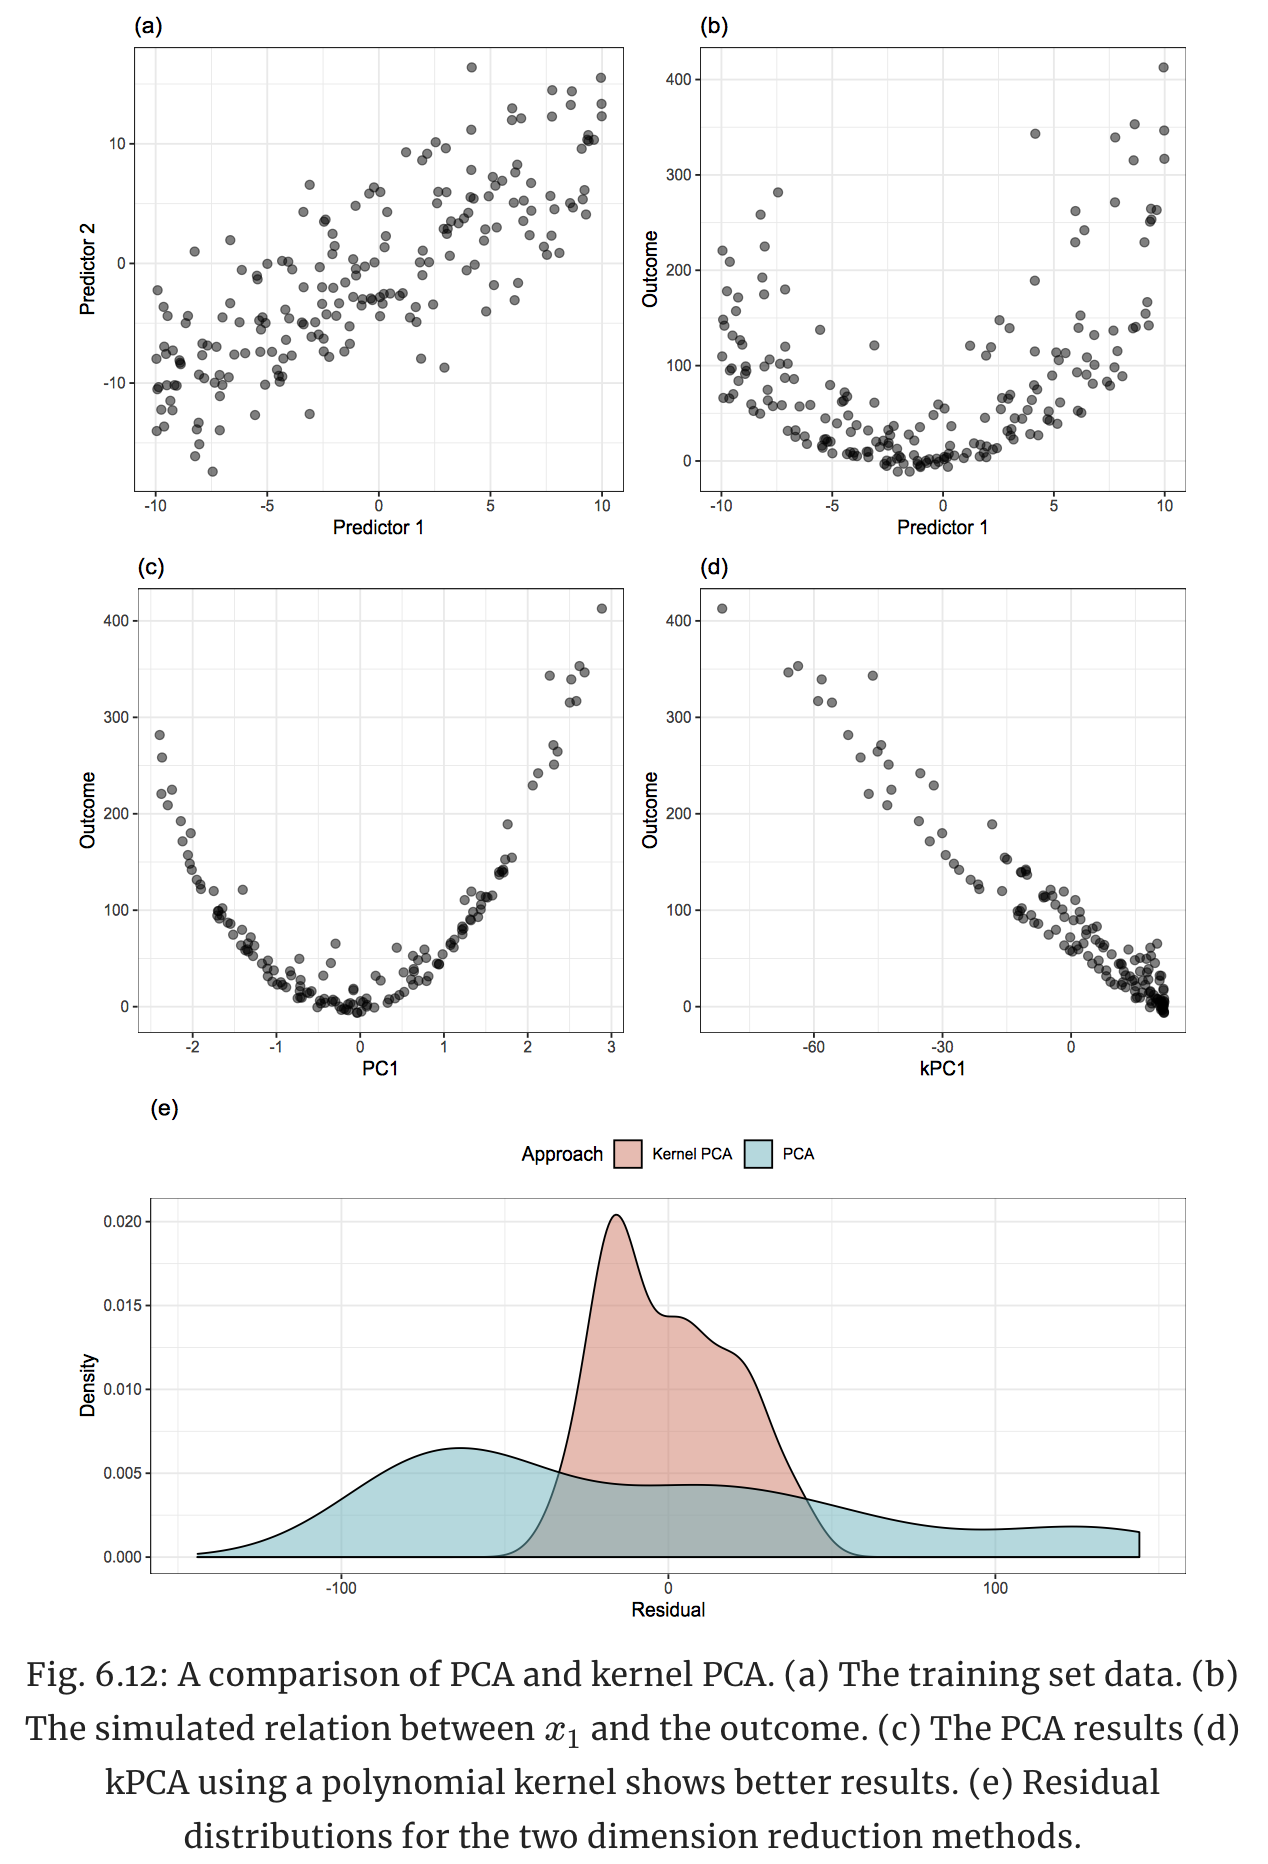 (a)
10
0
-10
Predictor 2
-10 -5 0 5 10
Predictor 1
(b)
400
300
200
100
0
Outcome
-10 -5 0 5 10
Predictor 1
(c)
400
300
200
100
0
Outcome
-2 -1 0 1 2 3
PC1
(d)
400
300
200
100
0
Outcome
-60 -30 0
kPC1
(e)
Approach Kernel PCA PCA
0.020
0.015
0.010
0.005
0.000
Density
-100 0 100
Residual
Fig. 6.12: A comparison of PCA and kernel PCA. (a) The training set data. (b)
The simulated relation between x₁ and the outcome. (c) The PCA results (d)
kPCA using a polynomial kernel shows better results. (e) Residual
distributions for the two dimension reduction methods.